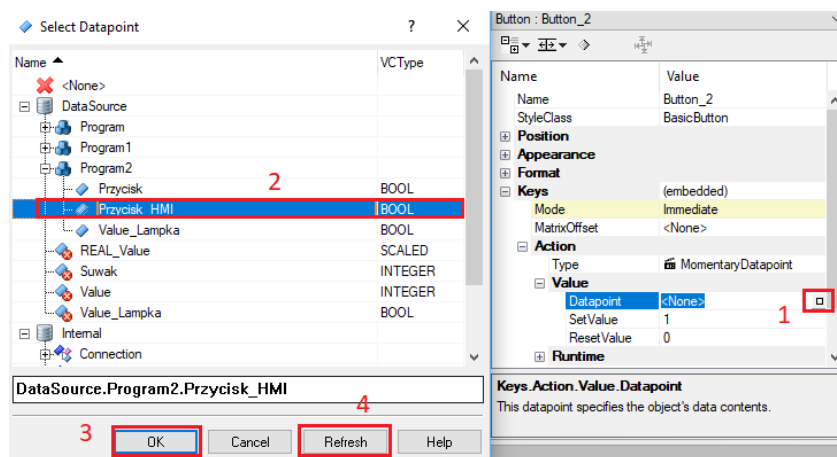 Select Datapoint
?
Name
VCType
<None>
DataSource
Program
Program1
Program2
Przycisk
BOOL
2
Przycisk_HMI
BOOL
Value_Lampka
BOOL
REAL_Value
SCALED
Suwak
INTEGER
Value
INTEGER
Value_Lampka
BOOL
Internal
Connection
DataSource.Program2.Przycisk_HMI
3
4
OK
Cancel
Refresh
Help
Button : Button_2
Name
Value
Name
Button_2
StyleClass
BasicButton
Position
Appearance
Format
Keys
(embedded)
Mode
Immediate
MatrixOffset
<None>
Action
Type
MomentaryDatapoint
Value
Datapoint
<None>
1
SetValue
1
ResetValue
0
Runtime
Keys.Action.Value.Datapoint
This datapoint specifies the object's data contents.